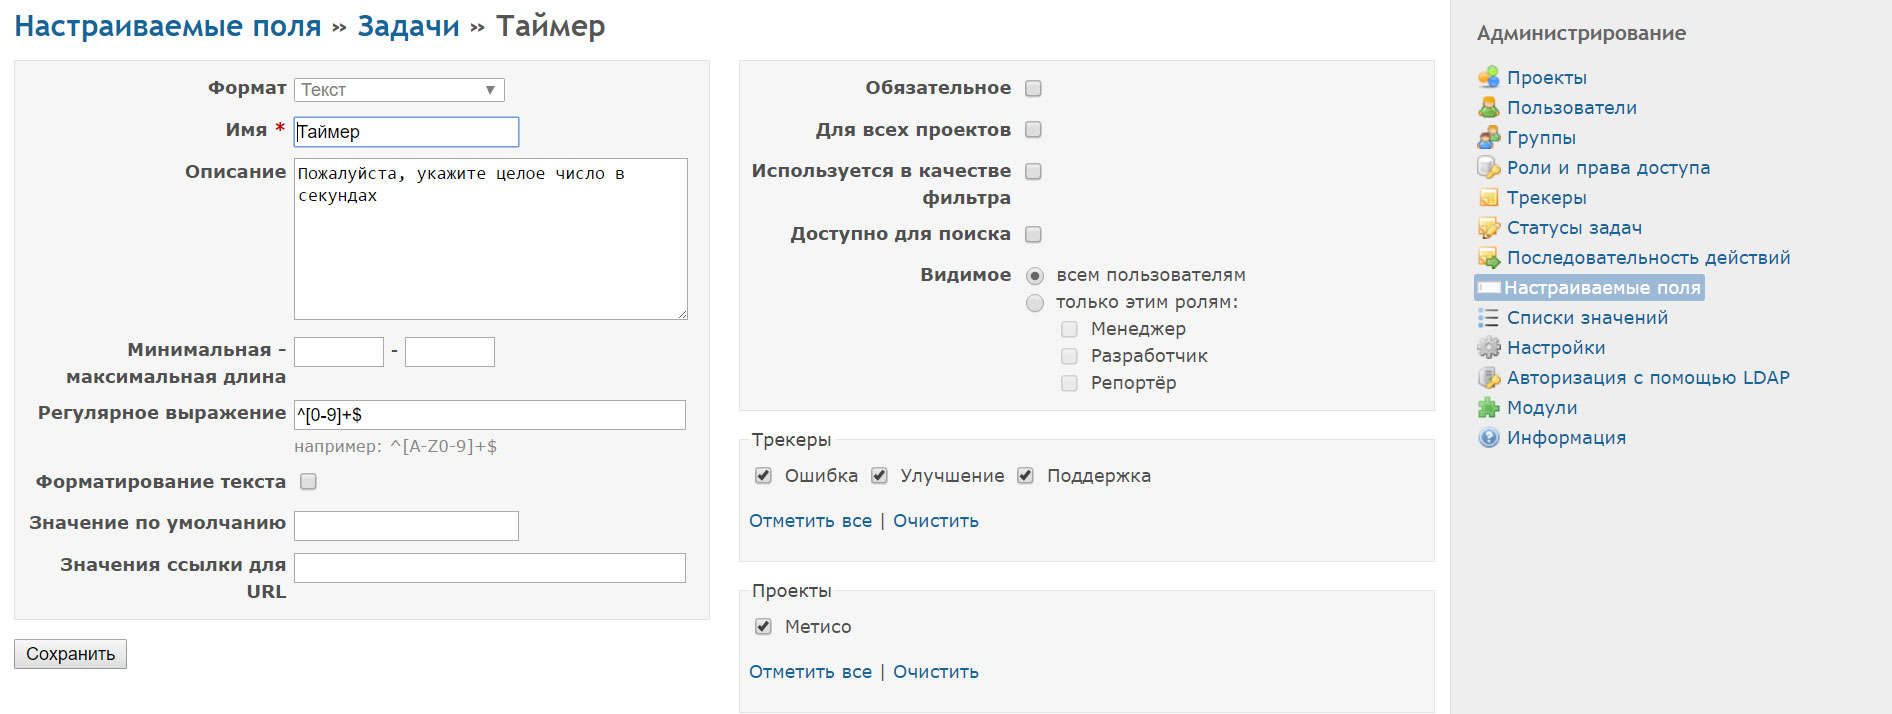 Настраиваемые поля » Задачи » Таймер
Формат Текст
Имя * Таймер
Описание Пожалуйста, укажите целое число в
секундах
Минимальная –
максимальная длина -
Регулярное выражение ^[0-9]+$
например: ^[A-Z0-9]+$
Форматирование текста
Значение по умолчанию
Значения ссылки для
URL
Сохранить
Обязательное
Для всех проектов
Используется в качестве
фильтра
Доступно для поиска
Видимое всем пользователям
только этим ролям:
Менеджер
Разработчик
Репортёр
Трекеры
Ошибка Улучшение Поддержка
Отметить все | Очистить
Проекты
Метисо
Отметить все | Очистить
Администрирование
Проекты
Пользователи
Группы
Роли и права доступа
Трекеры
Статусы задач
Последовательность действий
Настраиваемые поля
Списки значений
Настройки
Авторизация с помощью LDAP
Модули
Информация